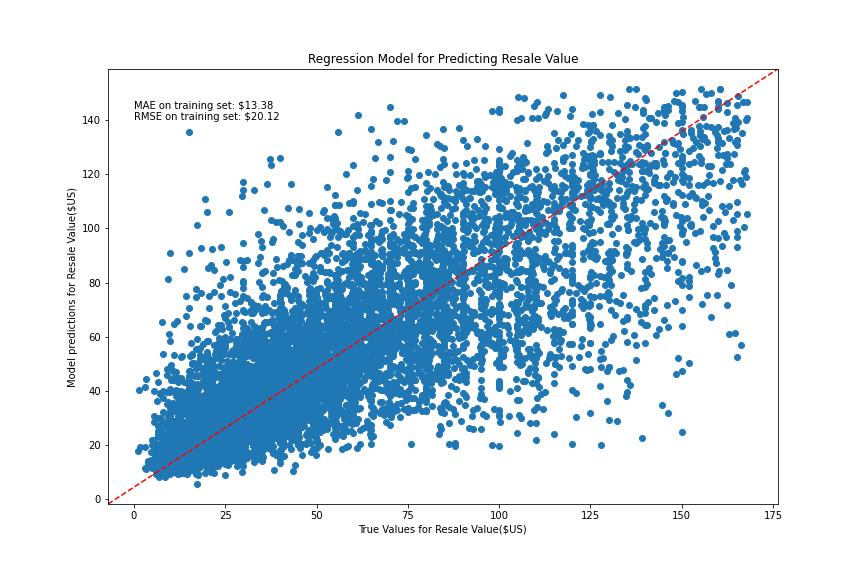 Regression Model for Predicting Resale Value
MAE on training set: $13.38
RMSE on training set: $20.12
Model predictions for Resale Value($US)
140
120
100
80
60
40
20
0
0 25 50 75 100 125 150 175
True Values for Resale Value($US)